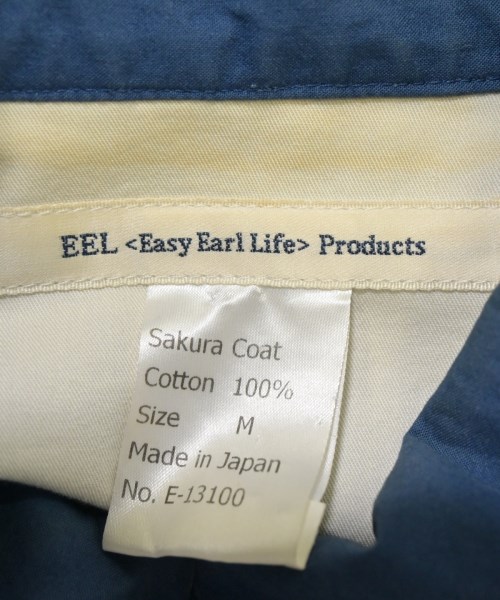 EEL <Easy Earl Life> Products
Sakura Coat
Cotton 100%
Size M
Made in Japan
No. E-13100